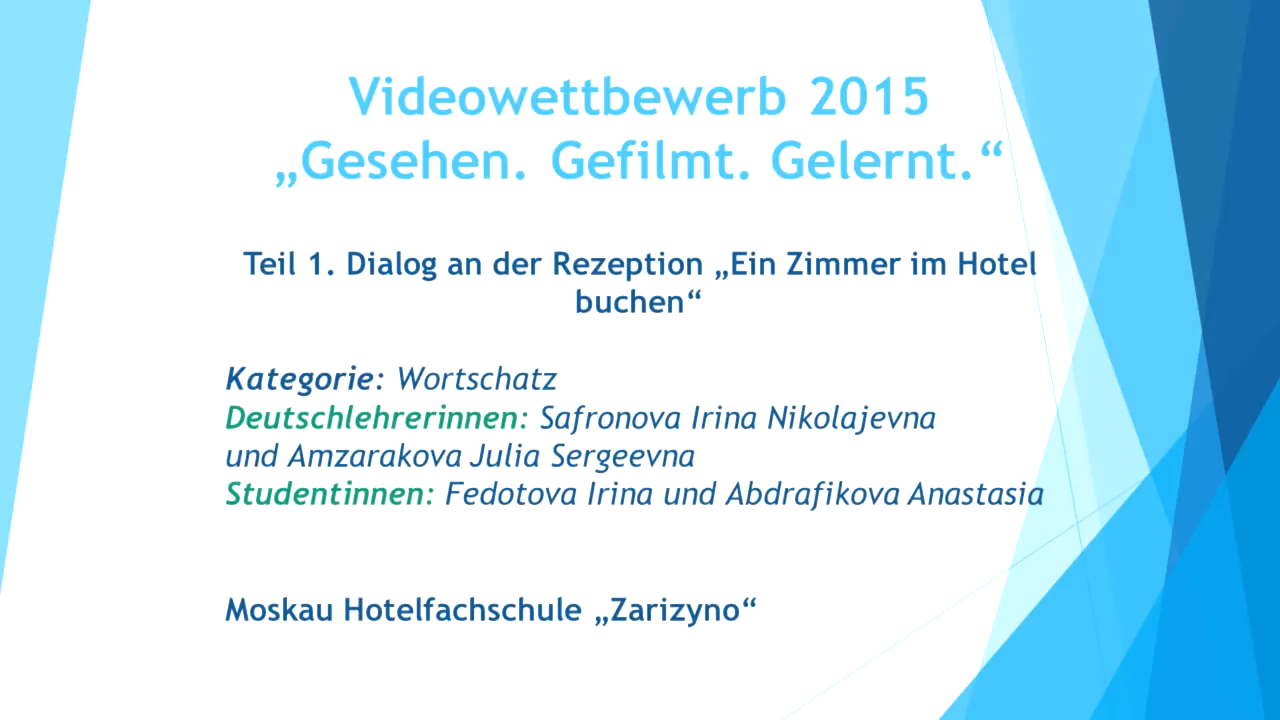 Videowettbewerb 2015
„Gesehen. Gefilmt. Gelernt.“
Teil 1. Dialog an der Rezeption „Ein Zimmer im Hotel
buchen“
Kategorie: Wortschatz
Deutschlehrerinnen: Safronova Irina Nikolajevna
und Amzarakova Julia Sergeevna
Studentinnen: Fedotova Irina und Abdrafikova Anastasia
Moskau Hotelfachschule „Zarizyno“